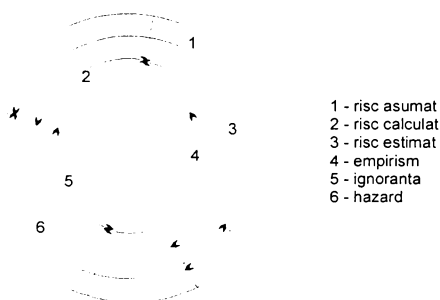 1
2
3
4
5
6
1 - risc asumat
2 - risc calculat
3 - risc estimat
4 - empirism
5 - ignoranta
6 - hazard